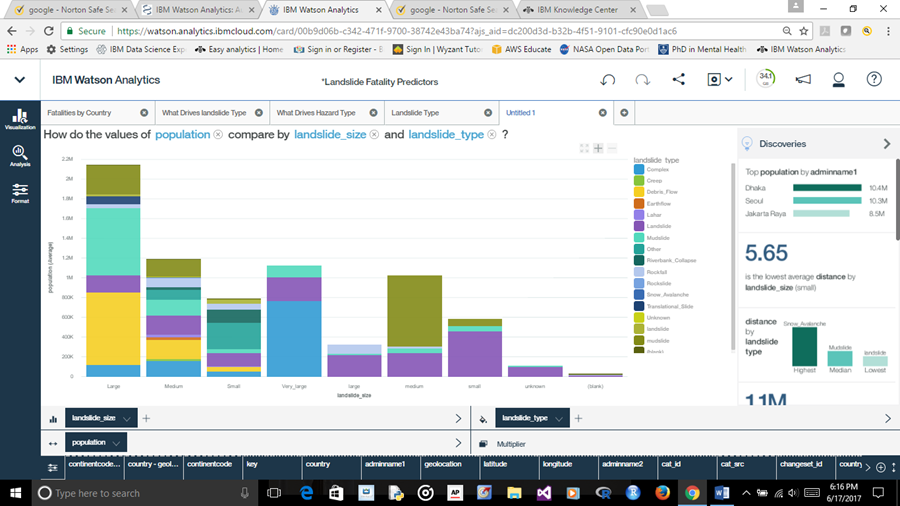 google - Norton Safe Se
IBM Watson Analytics: A
IBM Watson Analytics
google - Norton Safe Se
IBM Knowledge Center
Secure
https://watson.analytics.ibmcloud.com/card/00b9d06b-c342-471f-9700-38742e43ba74?ajs_aid=dc200d3d-b32b-4f51-9101-cfc90e0d1ac6
Apps
Settings
IBM Data Science Exp
Easy analytics | Home
Sign in or Register - B
Sign In | Wyzant Tutor
AWS Educate
NASA Open Data Port
PhD in Mental Health
IBM Watson Analytics
IBM Watson Analytics
*Landslide Fatality Predictors
34.1
GB
Visualization
Analysis
Format
Fatalities by Country
What Drives landslide Type
What Drives Hazard Type
Landslide Type
Untitled 1
How do the values of population compare by landslide_size and landslide_type ?
population (Average)
2.2M
2M
1.8M
1.6M
1.4M
1.2M
1M
800K
600K
400K
200K
0
Large
Medium
Small
Very_large
large
medium
small
unknown
(blank)
landslide_size
landslide_type
Complex
Creep
Debris_Flow
Earthflow
Lahar
Landslide
Mudslide
Other
Riverbank_Collapse
Rockfall
Rockslide
Snow_Avalanche
Translational_Slide
Unknown
landslide
mudslide
(blank)
Discoveries
Top population by adminname1
Dhaka 10.4M
Seoul 10.3M
Jakarta Raya 8.5M
5.65
is the lowest average distance by
landslide_size (small)
distance
by
landslide
type
Snow_Avalanche
Mudslide
landslide
Highest
Median
Lowest
1.1M
landslide_size
landslide_type
population
Multiplier
continentcode...
country - geol...
continentcode
key
country
adminname1
geolocation
latitude
longitude
adminname2
cat_id
cat_src
changeset_id
country
Type here to search
6:16 PM
6/17/2017